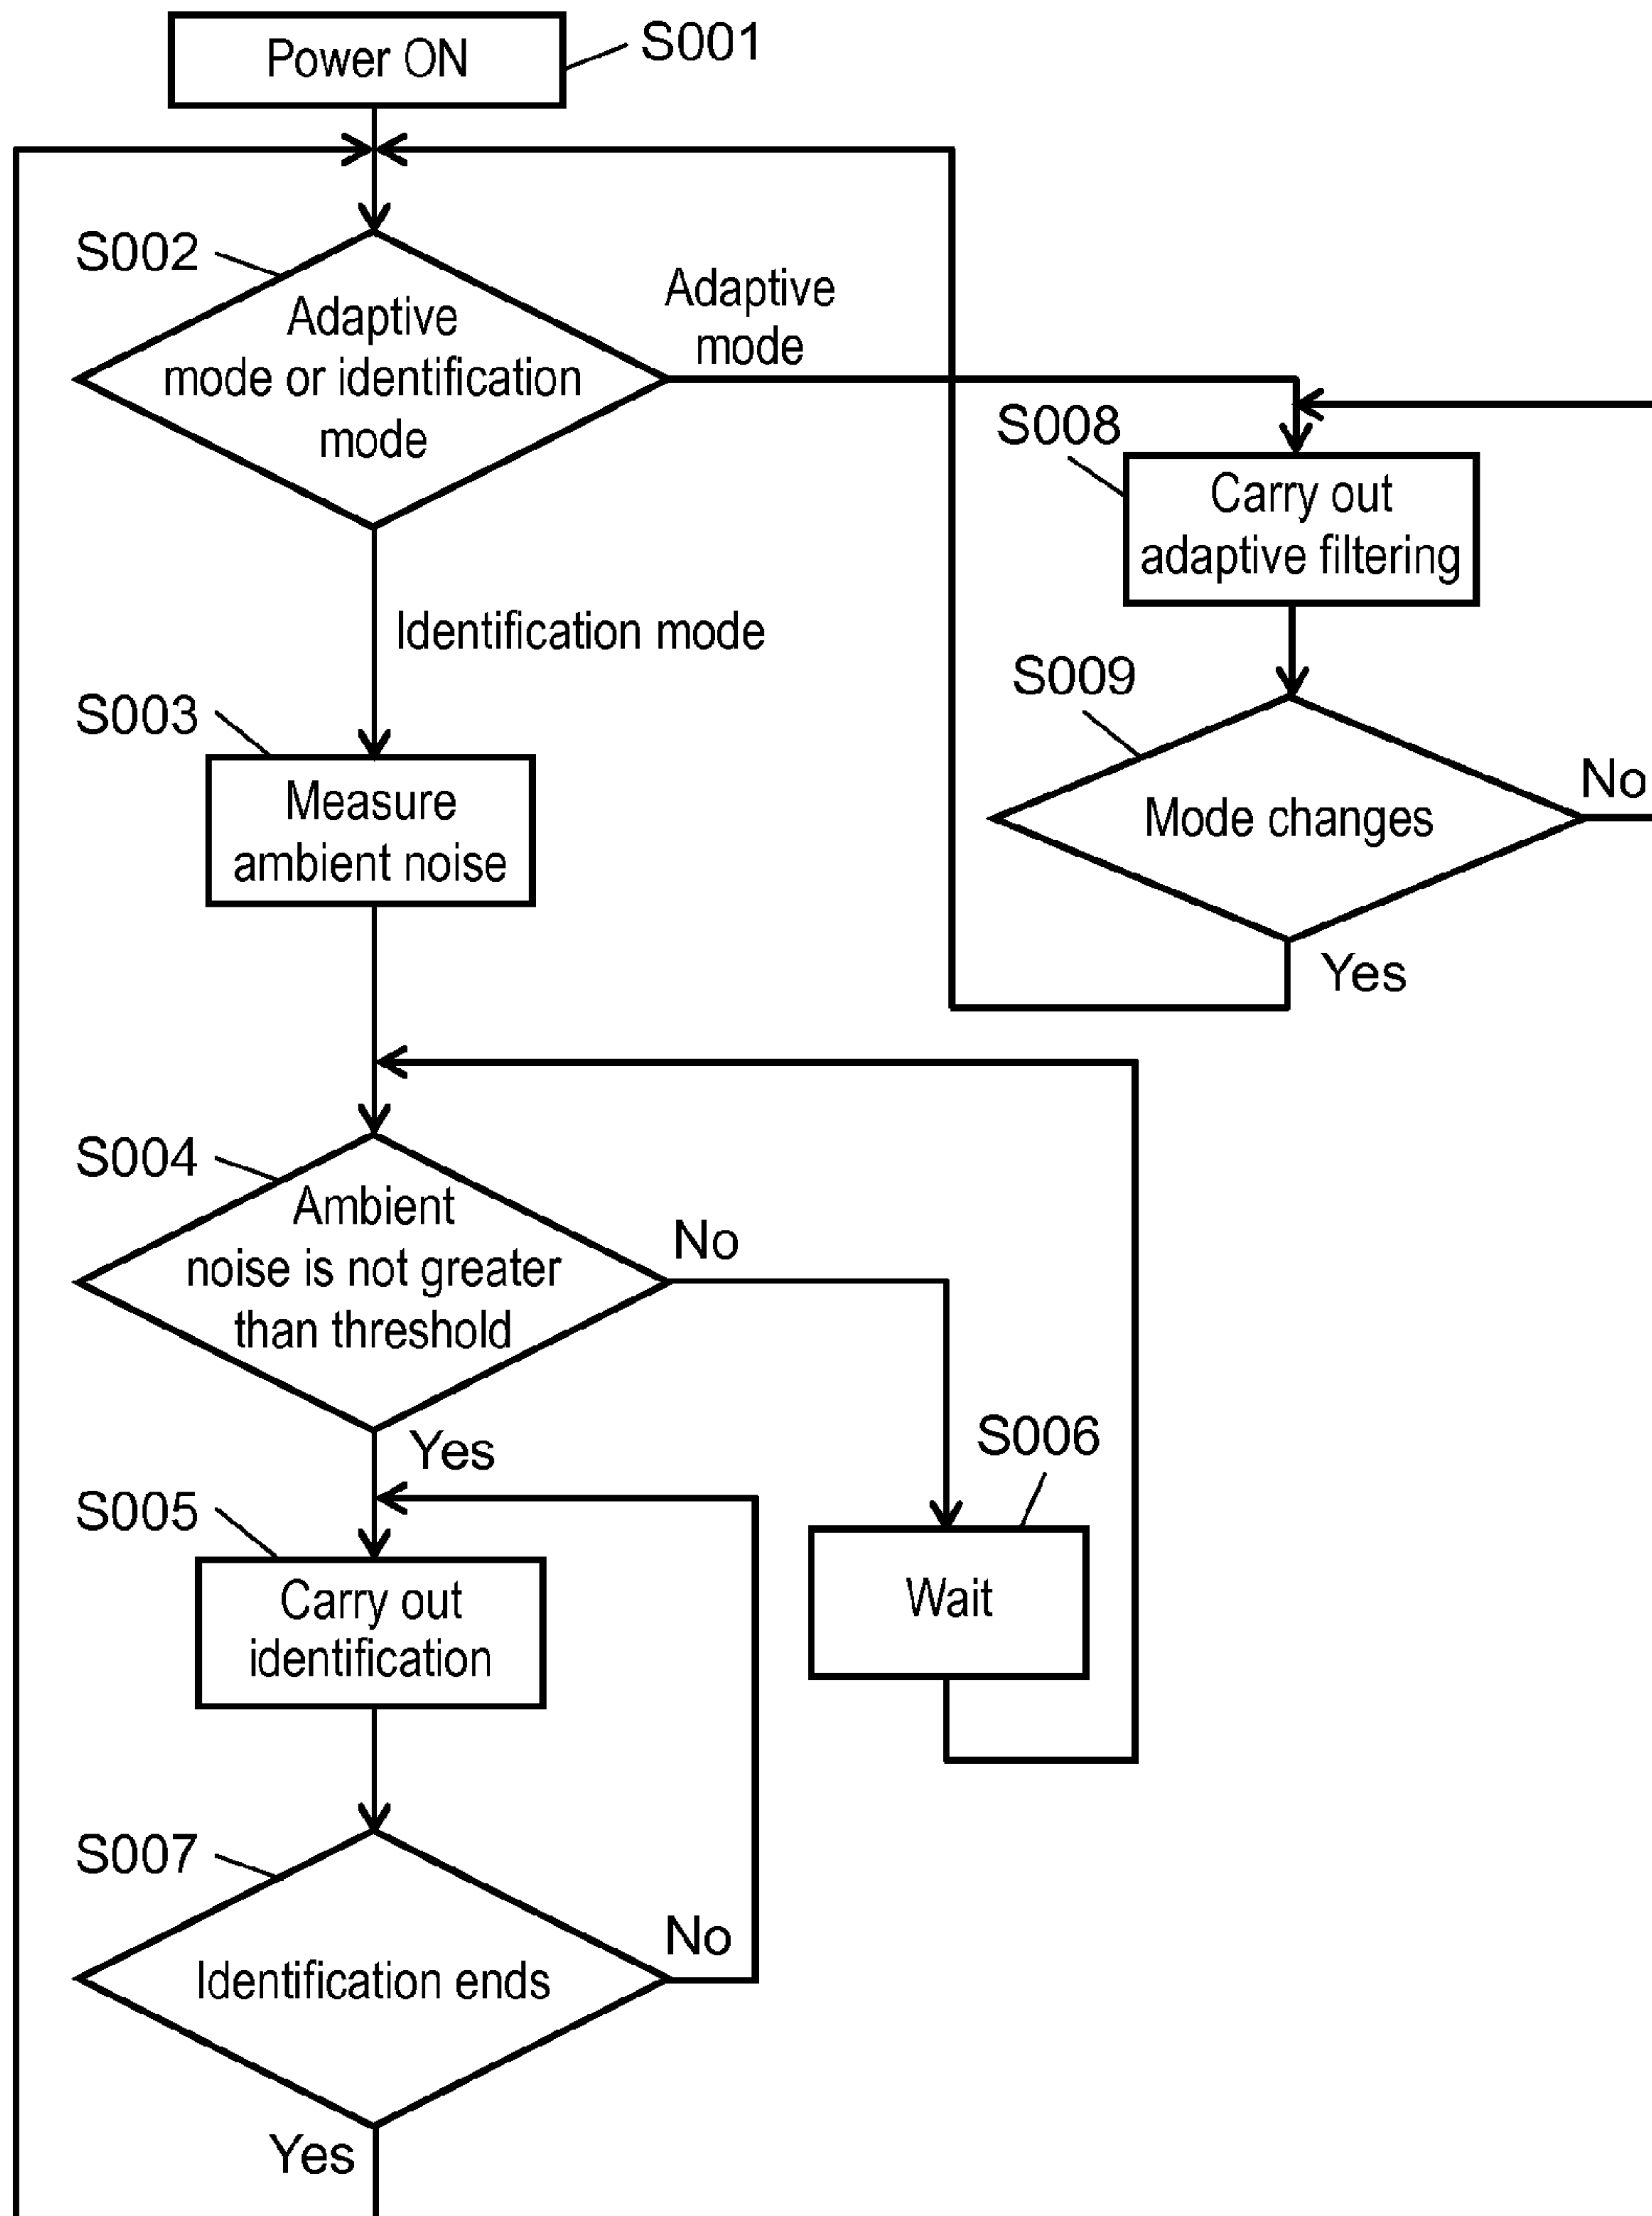 Power ON
S001
S002
Adaptive
mode or identification
mode
Adaptive
mode
Identification mode
S008
Carry out
adaptive filtering
S009
Mode changes
No
Yes
S003
Measure
ambient noise
S004
Ambient
noise is not greater
than threshold
No
Yes
S006
Wait
S005
Carry out
identification
S007
Identification ends
No
Yes